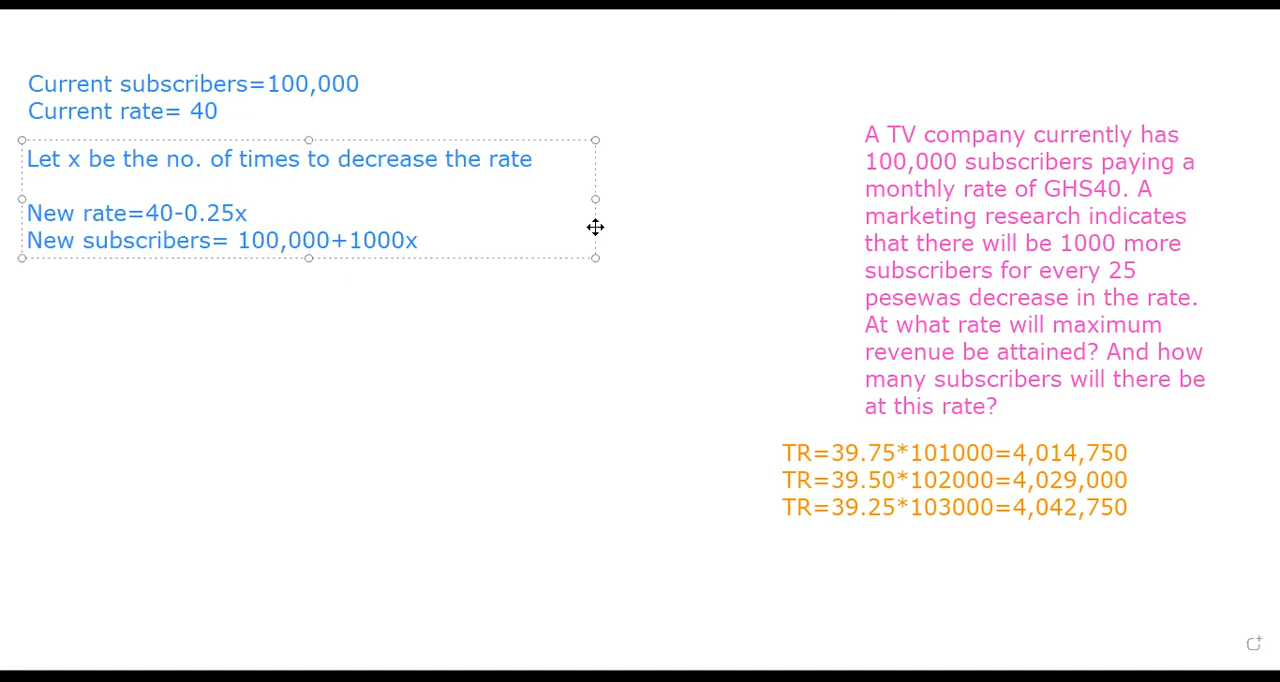 Current subscribers=100,000
Current rate= 40
Let x be the no. of times to decrease the rate
New rate=40-0.25x
New subscribers= 100,000+1000x
A TV company currently has
100,000 subscribers paying a
monthly rate of GHS40. A
marketing research indicates
that there will be 1000 more
subscribers for every 25
pesewas decrease in the rate.
At what rate will maximum
revenue be attained? And how
many subscribers will there be
at this rate?
TR=39.75*101000=4,014,750
TR=39.50*102000=4,029,000
TR=39.25*103000=4,042,750